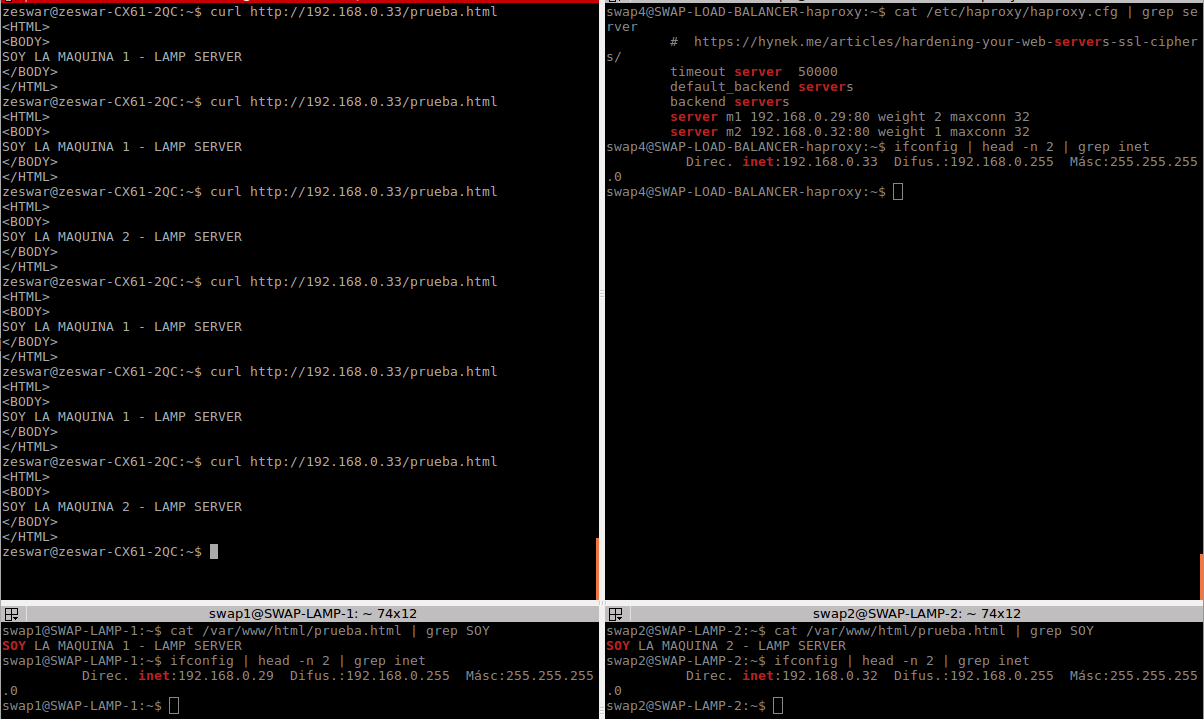 zeswar@zeswar-CX61-2QC:~$ curl http://192.168.0.33/prueba.html
<HTML>
<BODY>
SOY LA MAQUINA 1 - LAMP SERVER
</BODY>
</HTML>
zeswar@zeswar-CX61-2QC:~$ curl http://192.168.0.33/prueba.html
<HTML>
<BODY>
SOY LA MAQUINA 1 - LAMP SERVER
</BODY>
</HTML>
zeswar@zeswar-CX61-2QC:~$ curl http://192.168.0.33/prueba.html
<HTML>
<BODY>
SOY LA MAQUINA 2 - LAMP SERVER
</BODY>
</HTML>
zeswar@zeswar-CX61-2QC:~$ curl http://192.168.0.33/prueba.html
<HTML>
<BODY>
SOY LA MAQUINA 1 - LAMP SERVER
</BODY>
</HTML>
zeswar@zeswar-CX61-2QC:~$ curl http://192.168.0.33/prueba.html
<HTML>
<BODY>
SOY LA MAQUINA 1 - LAMP SERVER
</BODY>
</HTML>
zeswar@zeswar-CX61-2QC:~$ curl http://192.168.0.33/prueba.html
<HTML>
<BODY>
SOY LA MAQUINA 2 - LAMP SERVER
</BODY>
</HTML>
zeswar@zeswar-CX61-2QC:~$
swap4@SWAP-LOAD-BALANCER-haproxy:~$ cat /etc/haproxy/haproxy.cfg | grep se
rver
#  https://hynek.me/articles/hardening-your-web-servers-ssl-cipher
s/
timeout server  50000
default_backend servers
backend servers
server m1 192.168.0.29:80 weight 2 maxconn 32
server m2 192.168.0.32:80 weight 1 maxconn 32
swap4@SWAP-LOAD-BALANCER-haproxy:~$ ifconfig | head -n 2 | grep inet
Direc. inet:192.168.0.33  Difus.:192.168.0.255  Másc:255.255.255
.0
swap4@SWAP-LOAD-BALANCER-haproxy:~$
swap1@SWAP-LAMP-1: ~ 74x12
swap1@SWAP-LAMP-1:~$ cat /var/www/html/prueba.html | grep SOY
SOY LA MAQUINA 1 - LAMP SERVER
swap1@SWAP-LAMP-1:~$ ifconfig | head -n 2 | grep inet
Direc. inet:192.168.0.29  Difus.:192.168.0.255  Másc:255.255.255
.0
swap1@SWAP-LAMP-1:~$
swap2@SWAP-LAMP-2: ~ 74x12
swap2@SWAP-LAMP-2:~$ cat /var/www/html/prueba.html | grep SOY
SOY LA MAQUINA 2 - LAMP SERVER
swap2@SWAP-LAMP-2:~$ ifconfig | head -n 2 | grep inet
Direc. inet:192.168.0.32  Difus.:192.168.0.255  Másc:255.255.255
.0
swap2@SWAP-LAMP-2:~$